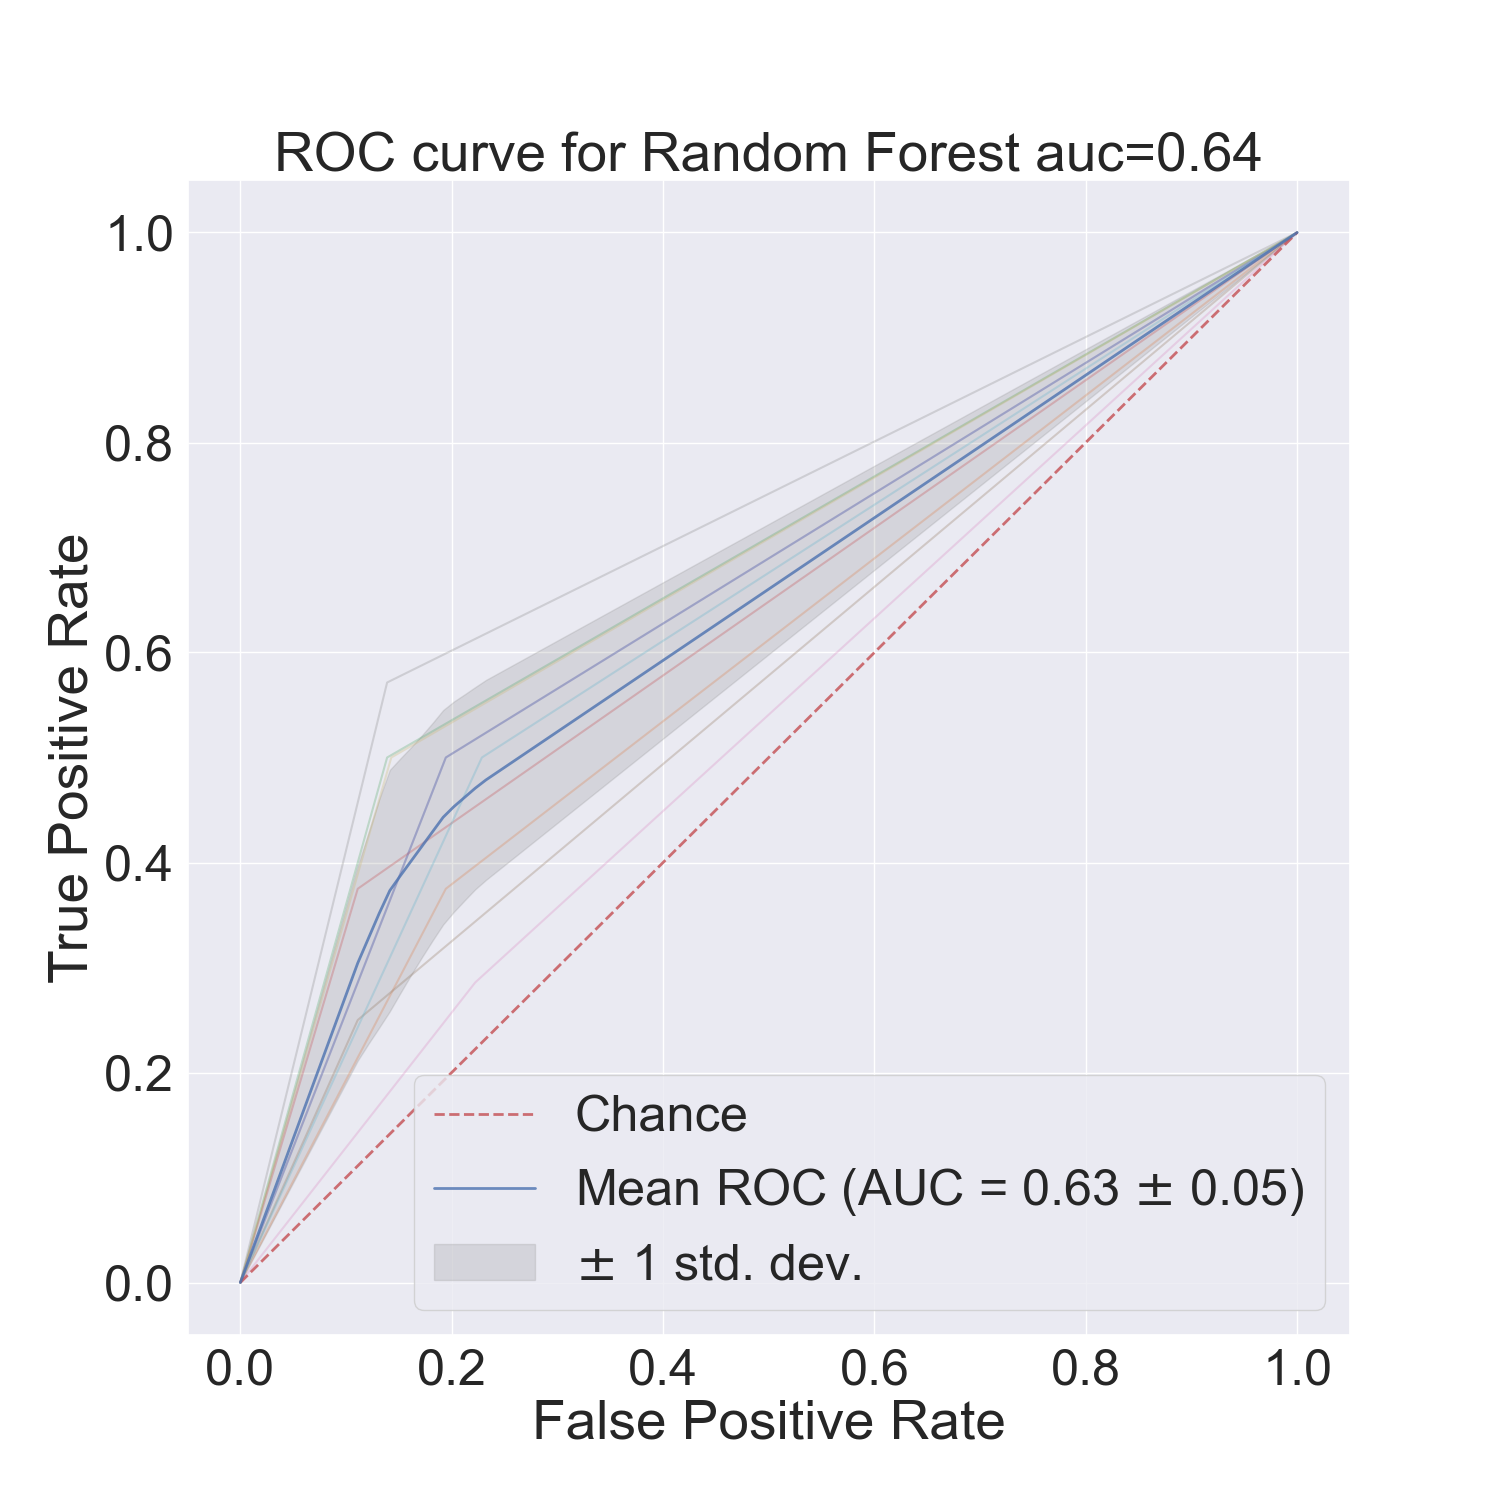 ROC curve for Random Forest auc=0.64
True Positive Rate
1.0
0.8
0.6
0.4
0.2
0.0
Chance
Mean ROC (AUC = 0.63 ± 0.05)
± 1 std. dev.
0.0 0.2 0.4 0.6 0.8 1.0
False Positive Rate